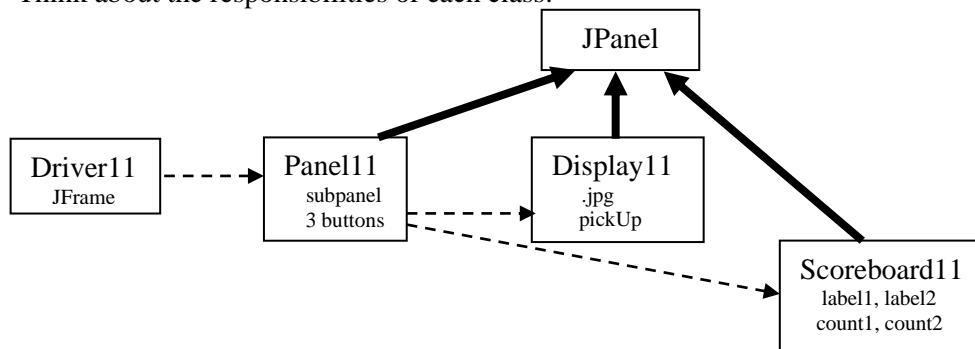 Think about the responsibilities of each class.
JPanel
Driver11
JFrame
Panel11
subpanel
3 buttons
Display11
.jpg
pickUp
Scoreboard11
label1, label2
count1, count2